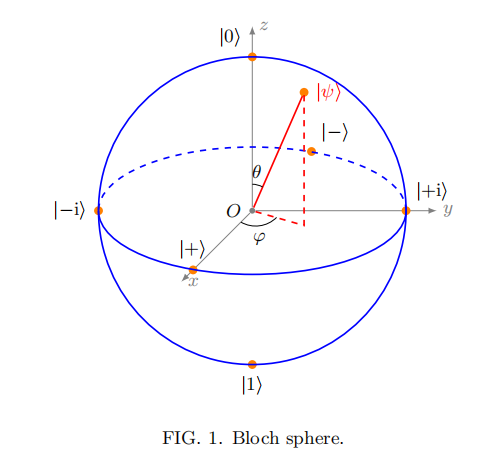 z
|0⟩
|ψ⟩
|−⟩
θ
|+i⟩
|−i⟩
O
y
φ
|+⟩
x
|1⟩
FIG. 1. Bloch sphere.